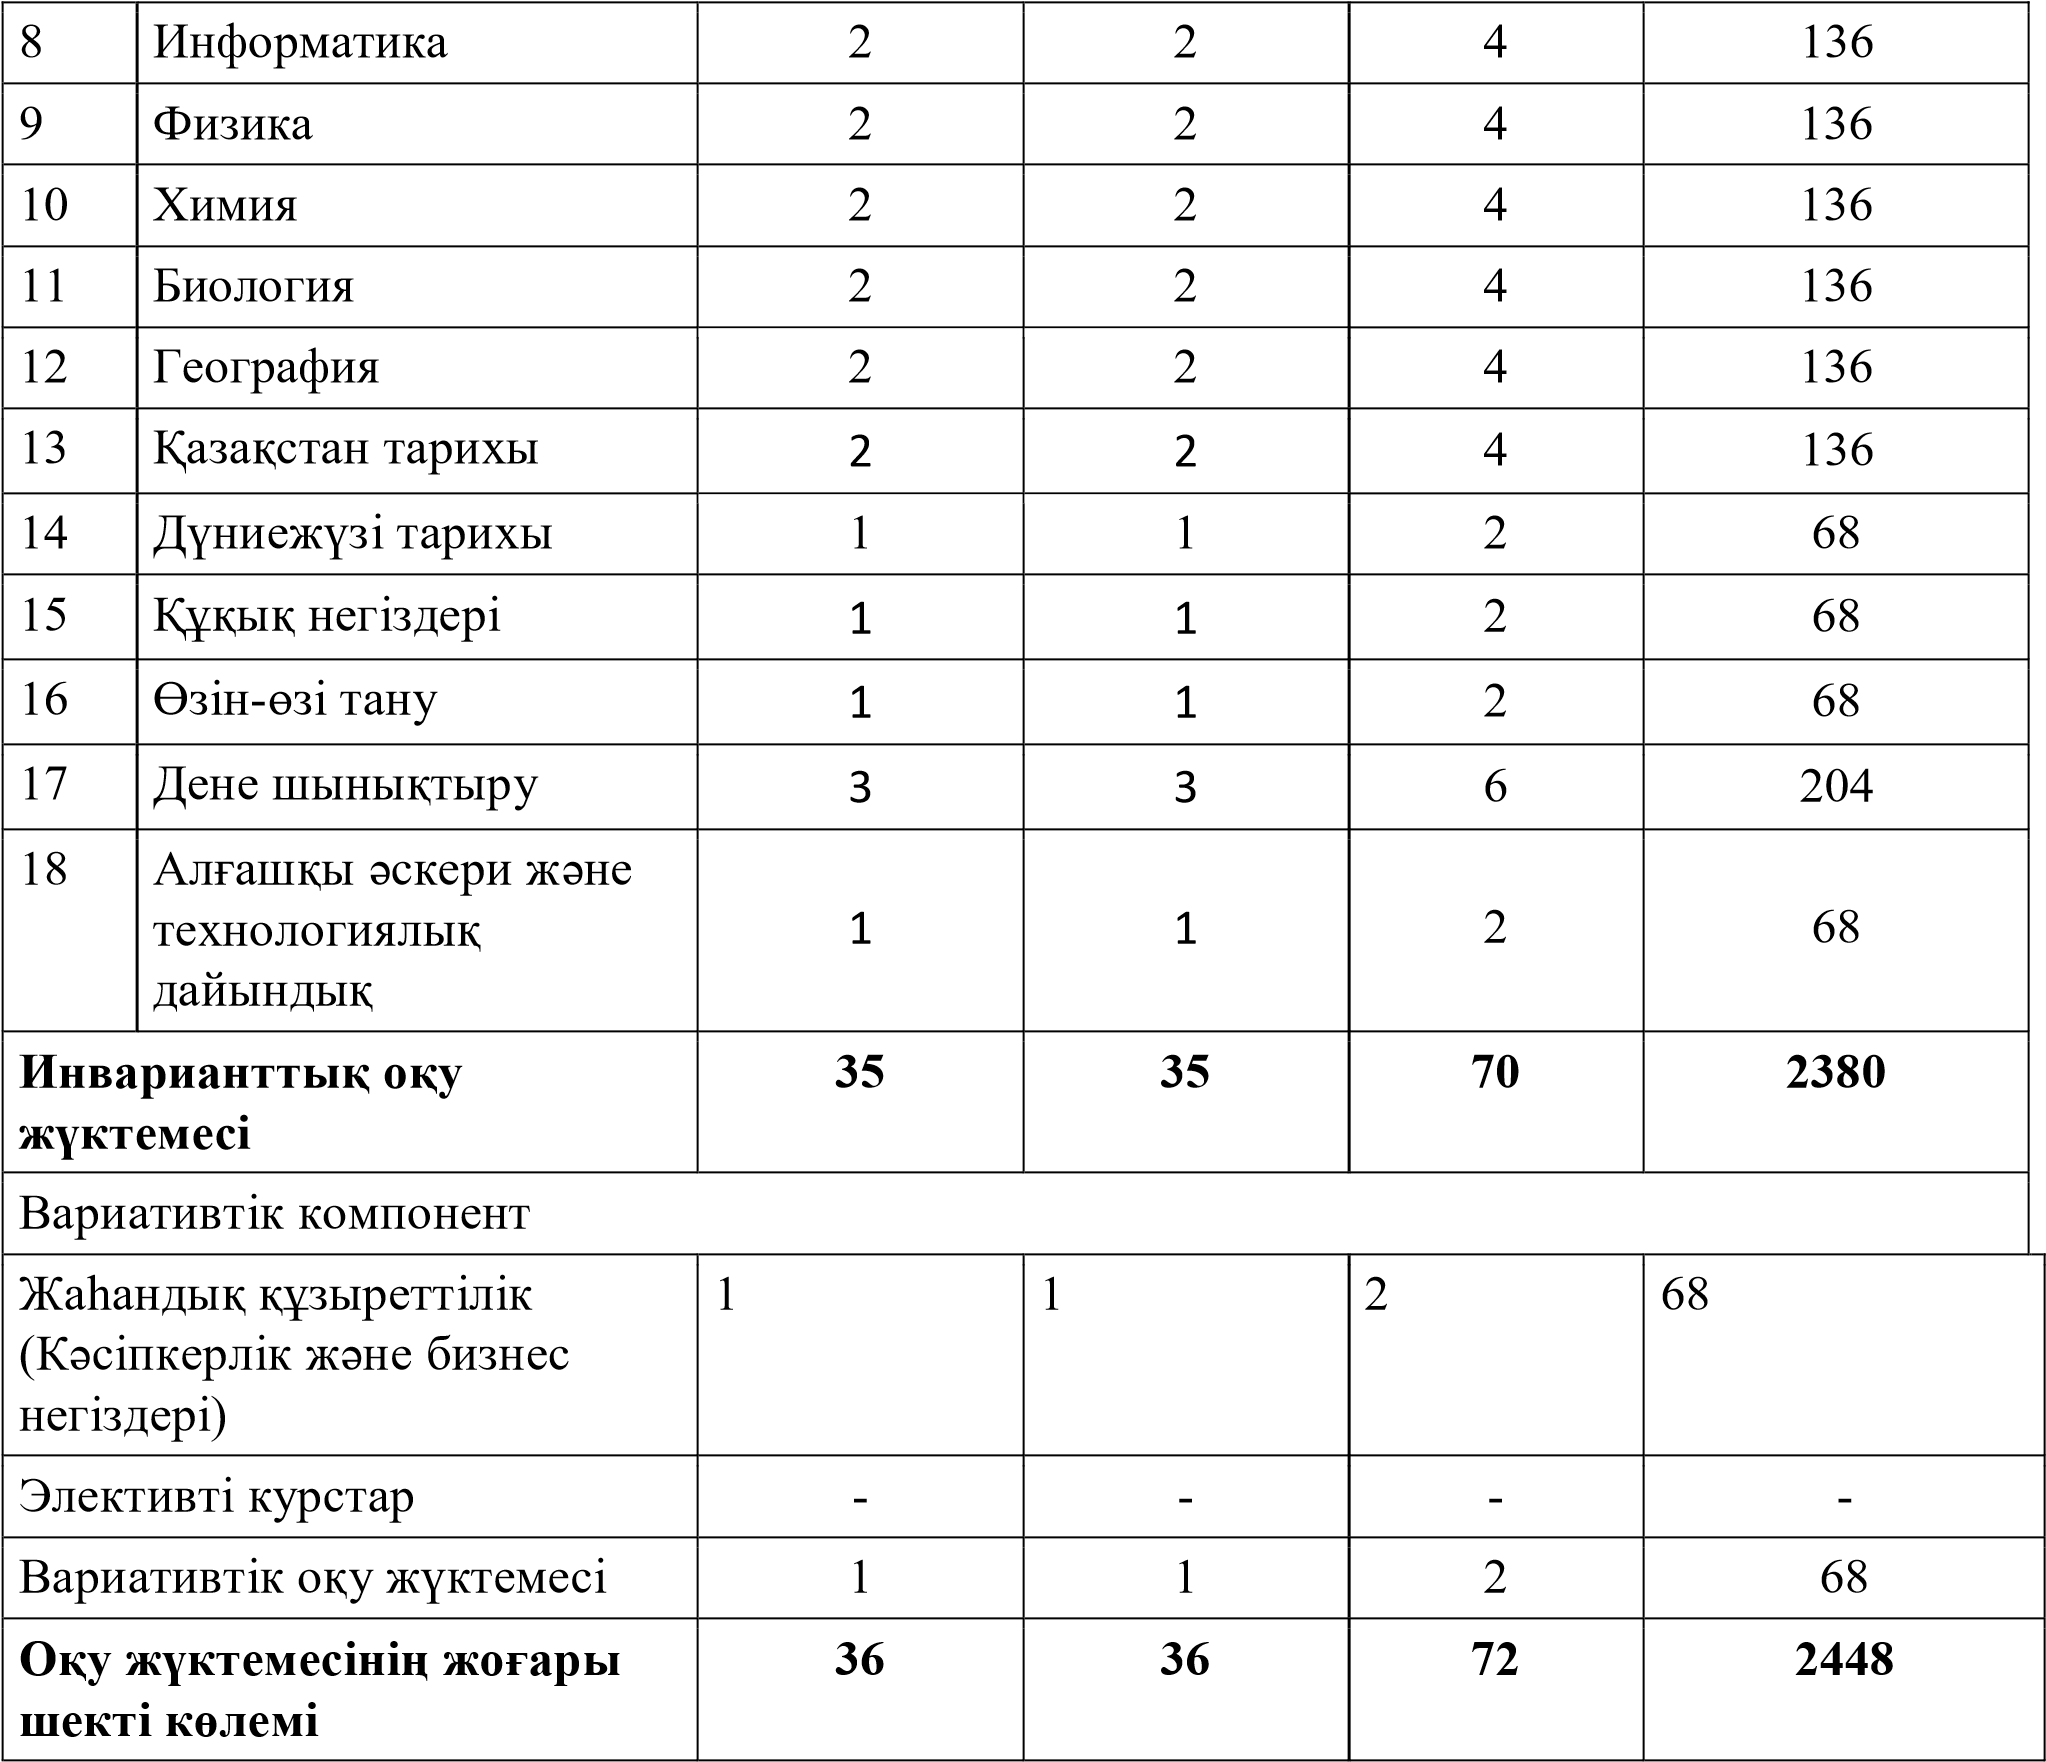 8 Информатика 2 2 4 136
9 Физика 2 2 4 136
10 Химия 2 2 4 136
11 Биология 2 2 4 136
12 География 2 2 4 136
13 Қазақстан тарихы 2 2 4 136
14 Дүниежүзі тарихы 1 1 2 68
15 Құқық негіздері 1 1 2 68
16 Өзін-өзі тану 1 1 2 68
17 Дене шынықтыру 3 3 6 204
18 Алғашқы әскери және
технологиялық 1 1 2 68
дайындық
Инварианттық оқу 35 35 70 2380
жүктемесі
Вариативтік компонент
Жаһандық құзыреттілік 1 1 2 68
(Кәсіпкерлік және бизнес
негіздері)
Элективті курстар - - - -
Вариативтік оқу жүктемесі 1 1 2 68
Оқу жүктемесінің жоғары 36 36 72 2448
шекті көлемі